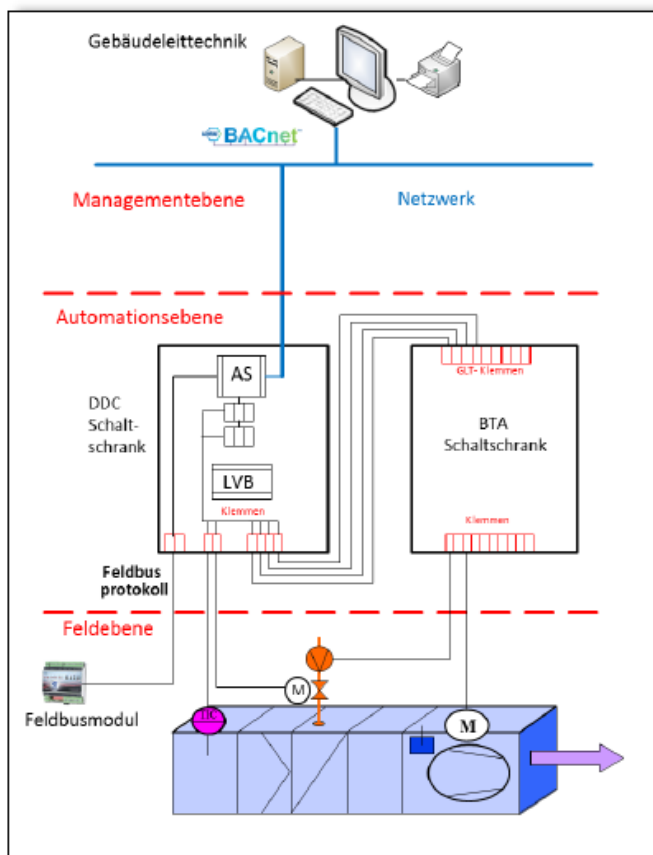 Gebäudeleittechnik
BACnet
Managementebene
Netzwerk
Automationsebene
AS
GLT- Klemmen
DDC
Schalt-
schrank
BTA
Schaltschrank
LVB
Klemmen
Klemmen
Feldbus
protokoll
Feldebene
M
TIC
M
Feldbusmodul